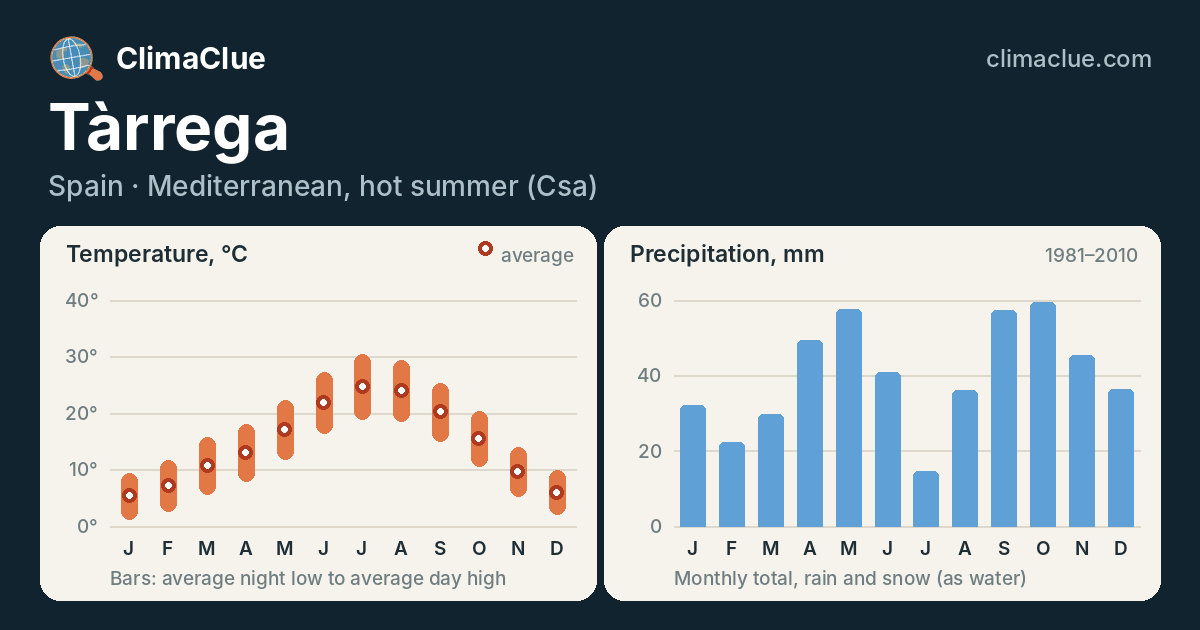 ClimaClue
climaclue.com
Tàrrega
Spain · Mediterranean, hot summer (Csa)
Temperature, °C
average
40°
30°
20°
10°
0°
J F M A M J J A S O N D
Bars: average night low to average day high
Precipitation, mm
1981–2010
60
40
20
0
J F M A M J J A S O N D
Monthly total, rain and snow (as water)